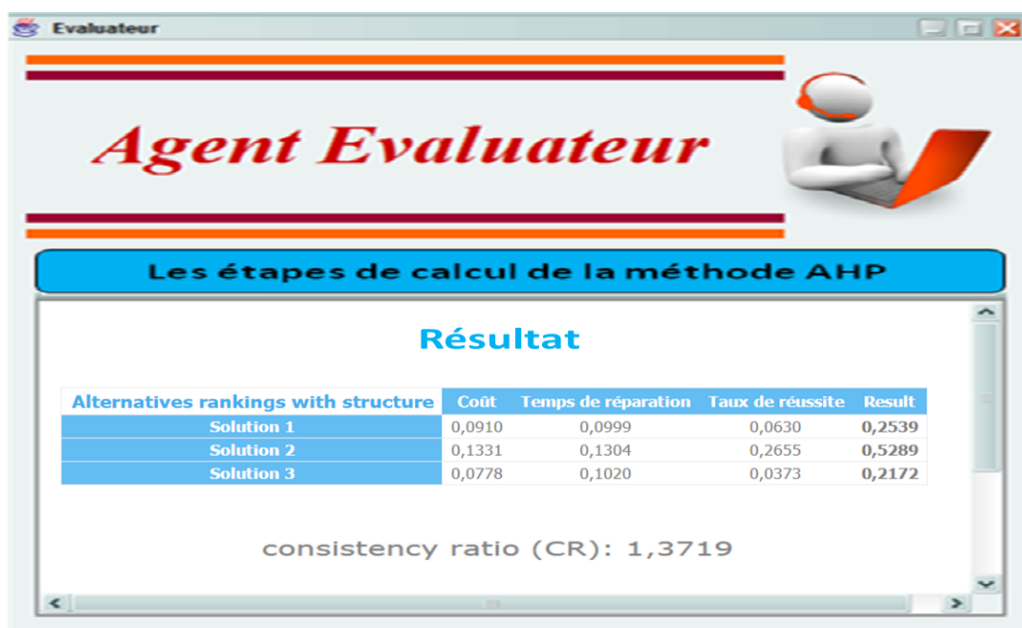 Evaluateur
Agent Evaluateur
Les étapes de calcul de la méthode AHP
Résultat
Alternatives rankings with structure Coût Temps de réparation Taux de réussite Result
Solution 1 0,0910 0,0999 0,0630 0,2539
Solution 2 0,1331 0,1304 0,2655 0,5289
Solution 3 0,0778 0,1020 0,0373 0,2172
consistency ratio (CR): 1,3719